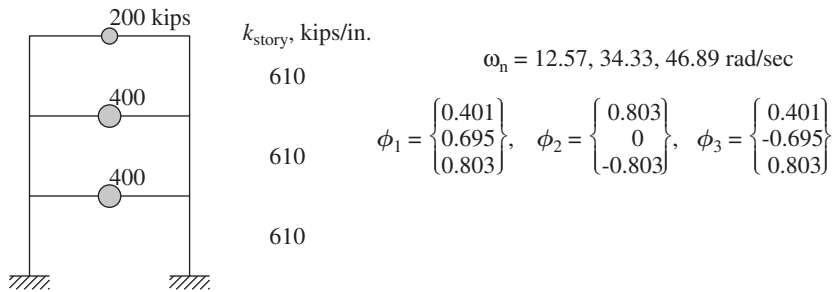 200 kips
400
400
k_story, kips/in.
610
610
610
ω_n = 12.57, 34.33, 46.89 rad/sec
ϕ_1 = {0.401 0.695 0.803}, ϕ_2 = {0.803 0 -0.803}, ϕ_3 = {0.401 -0.695 0.803}